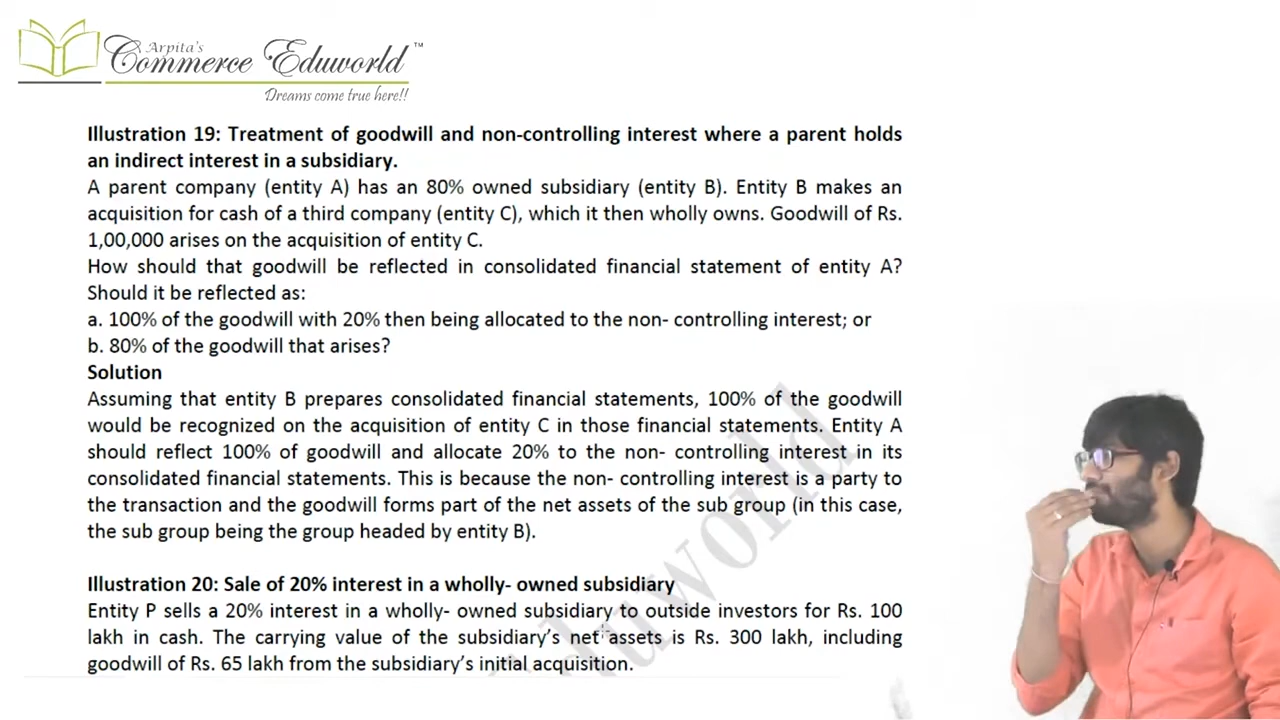 Arpita's
Commerce Eduworld™
Dreams come true here!!
Illustration 19: Treatment of goodwill and non-controlling interest where a parent holds
an indirect interest in a subsidiary.
A parent company (entity A) has an 80% owned subsidiary (entity B). Entity B makes an
acquisition for cash of a third company (entity C), which it then wholly owns. Goodwill of Rs.
1,00,000 arises on the acquisition of entity C.
How should that goodwill be reflected in consolidated financial statement of entity A?
Should it be reflected as:
a. 100% of the goodwill with 20% then being allocated to the non- controlling interest; or
b. 80% of the goodwill that arises?
Solution
Assuming that entity B prepares consolidated financial statements, 100% of the goodwill
would be recognized on the acquisition of entity C in those financial statements. Entity A
should reflect 100% of goodwill and allocate 20% to the non- controlling interest in its
consolidated financial statements. This is because the non- controlling interest is a party to
the transaction and the goodwill forms part of the net assets of the sub group (in this case,
the sub group being the group headed by entity B).
Illustration 20: Sale of 20% interest in a wholly- owned subsidiary
Entity P sells a 20% interest in a wholly- owned subsidiary to outside investors for Rs. 100
lakh in cash. The carrying value of the subsidiary's net assets is Rs. 300 lakh, including
goodwill of Rs. 65 lakh from the subsidiary's initial acquisition.